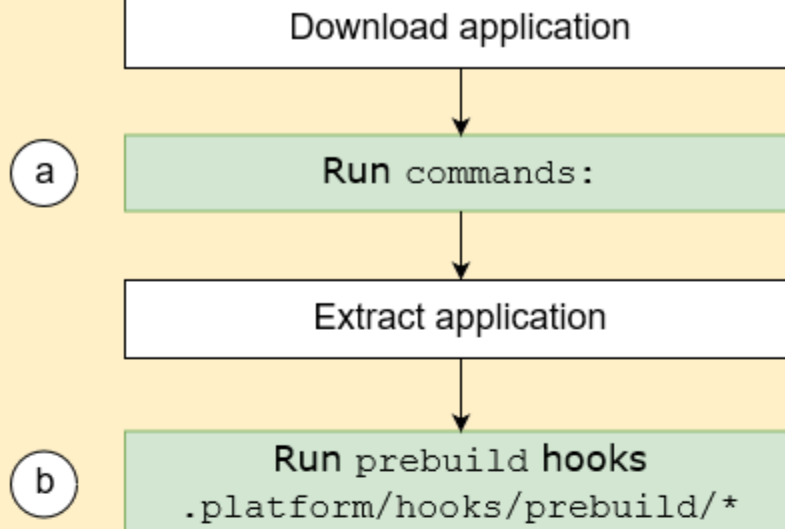 Download application
a
Run commands:
Extract application
b
Run prebuild hooks
.platform/hooks/prebuild/*